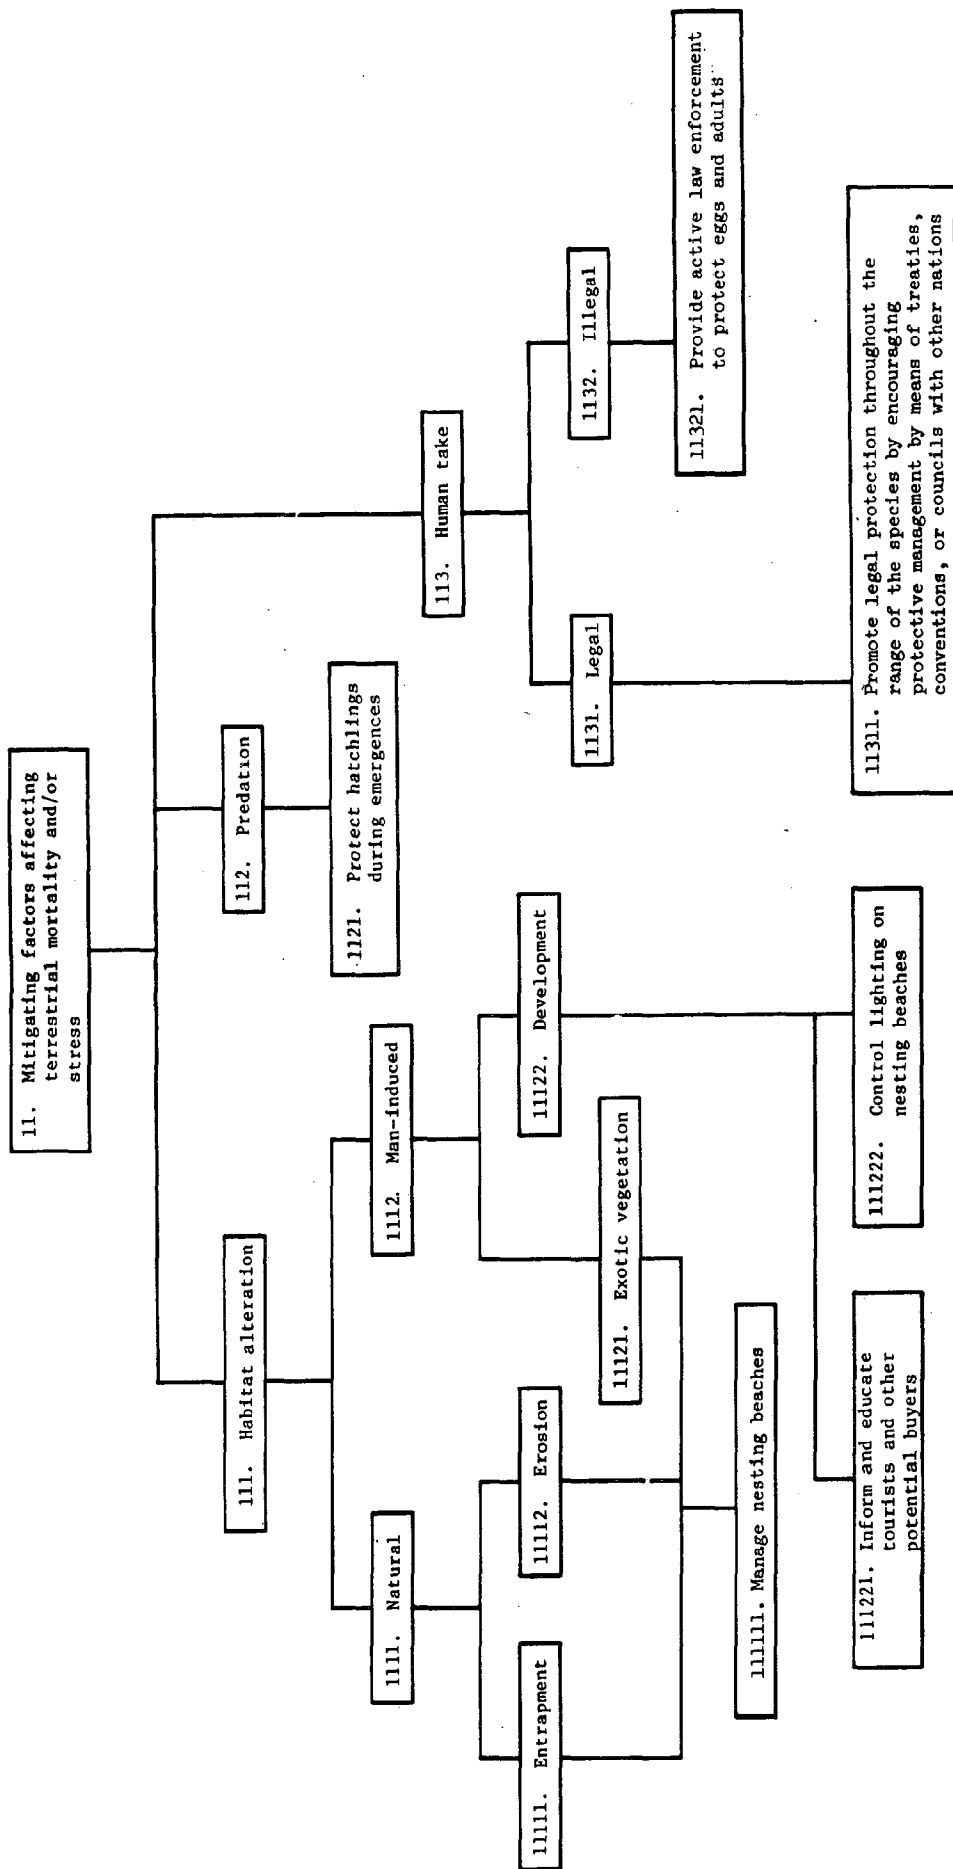 11. Mitigating factors affecting
terrestrial mortality and/or
stress
111. Habitat alteration
112. Predation
113. Human take
1111. Natural
1112. Man-induced
1121. Protect hatchlings
during emergences
1131. Legal
1132. Illegal
11111. Entrapment
11112. Erosion
11121. Exotic vegetation
11122. Development
11321. Provide active law enforcement
to protect eggs and adults
111111. Manage nesting beaches
111221. Inform and educate
tourists and other
potential buyers
111222. Control lighting on
nesting beaches
11311. Promote legal protection throughout the
range of the species by encouraging
protective management by means of treaties,
conventions, or councils with other nations